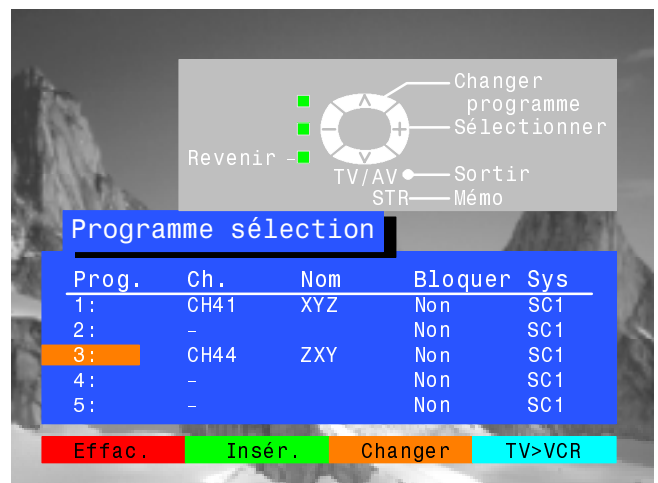 Changer
programme
Sélectionner
Revenir
TV/AV Sortir
STR Mémo
Programme sélection
Prog. Ch. Nom Bloquer Sys
1: CH41 XYZ Non SC1
2: – Non SC1
3: CH44 ZXY Non SC1
4: – Non SC1
5: – Non SC1
Effac. Insér. Changer TV>VCR